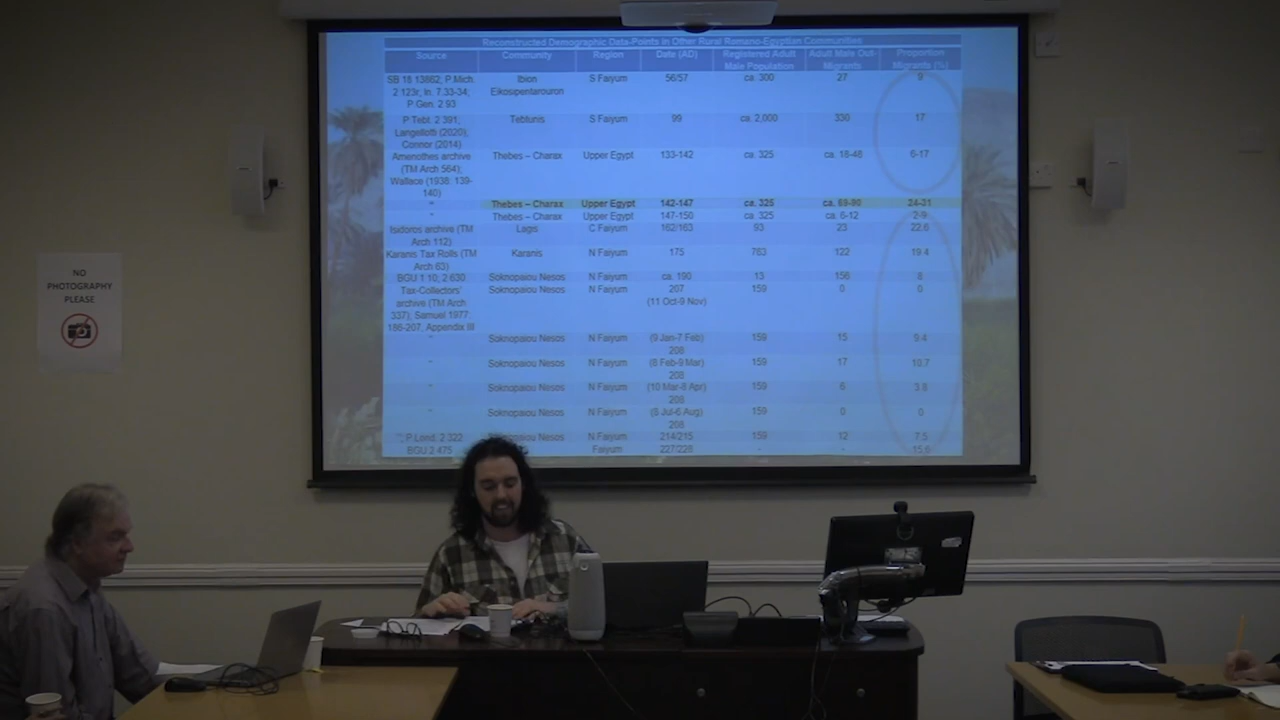 Reconstructed Demographic Data-Points in Other Rural Romano-Egyptian Communities
Source Community Region Date (AD) Registered Adult Male Population Adult Male Out-Migrants Proportion Migrants (%)
SB 18 13862; P.Mich. 2 123r, ln. 7.33-34; P.Gen. 2 93 Ibion Eikosipentarouron S Faiyum 56/57 ca. 300 27 9
P.Tebt. 2 391; Langellotti (2020); Connor (2014) Tebtunis S Faiyum 99 ca. 2,000 330 17
Amenothes archive (TM Arch 564); Wallace (1938: 139-140) Thebes – Charax Upper Egypt 133-142 ca. 325 ca. 18-48 6-17
" Thebes – Charax Upper Egypt 142-147 ca. 325 ca. 69-90 24-31
" Thebes – Charax Upper Egypt 147-150 ca. 325 ca. 6-12 2-9
Isidoros archive (TM Arch 112) Lagis C Faiyum 162/163 93 23 22.6
Karanis Tax Rolls (TM Arch 63) Karanis N Faiyum 175 763 122 19.4
BGU 1 10; 2 630 Soknopaiou Nesos N Faiyum ca. 190 13 156 8
Tax-Collectors' archive (TM Arch 337); Samuel 1977: 186-207, Appendix III Soknopaiou Nesos N Faiyum 207 (11 Oct-9 Nov) 159 0 0
" Soknopaiou Nesos N Faiyum (9 Jan-7 Feb) 208 159 15 9.4
" Soknopaiou Nesos N Faiyum (8 Feb-9 Mar) 208 159 17 10.7
" Soknopaiou Nesos N Faiyum (10 Mar-8 Apr) 208 159 6 3.8
" Soknopaiou Nesos N Faiyum (8 Jul-6 Aug) 208 159 0 0
"; P.Lond. 2 322 Nesos N Faiyum 214/215 159 12 7.5
BGU 2 475 Faiyum 227/228 - - 15.6
NO
PHOTOGRAPHY
PLEASE